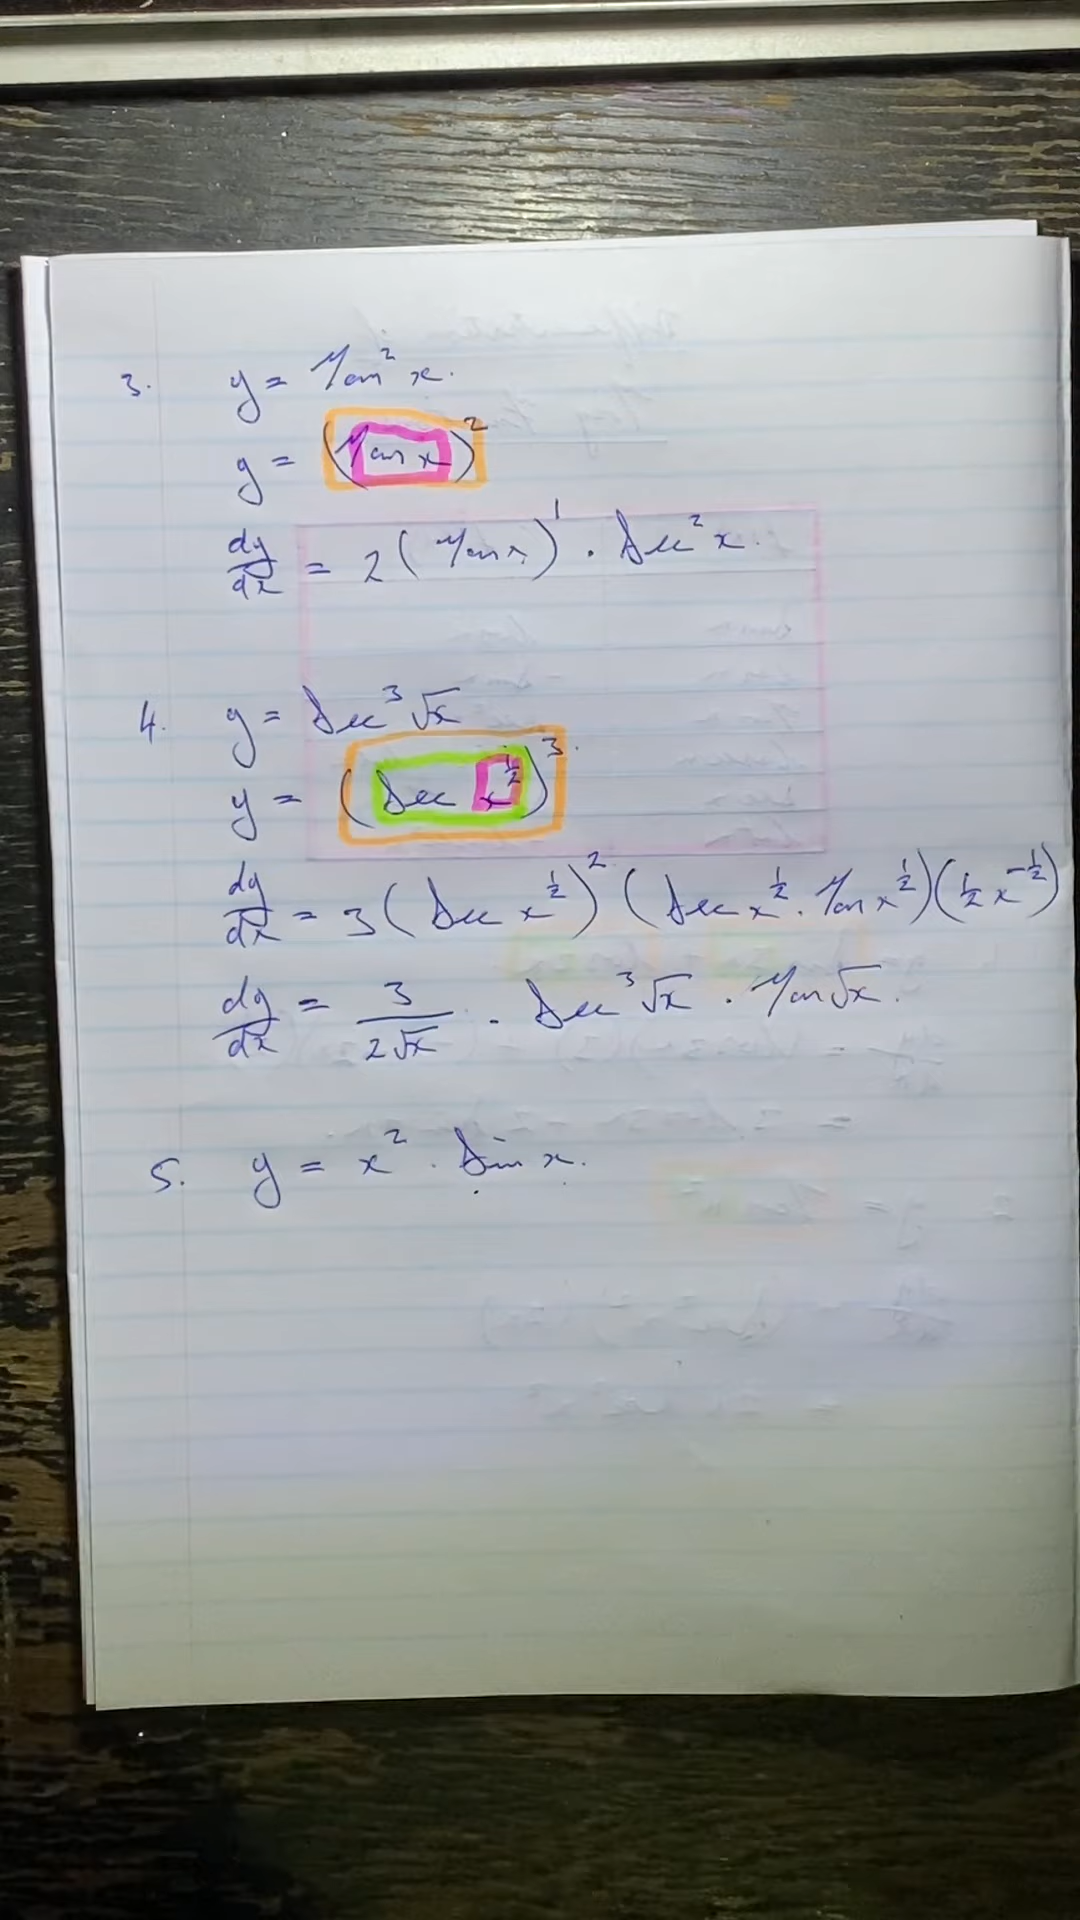 3. y = Tan² x.
y = (Tan x)²
dy/dx = 2 (Tan x)¹ . Sec² x.
4. y = Sec³ √x
y = (Sec x^½)³.
dy/dx = 3 (Sec x^½)² (Sec x^½ . Tan x^½)(½ x^-½)
dy/dx = 3/(2√x) . Sec³ √x . Tan √x.
5. y = x² . Sin x.